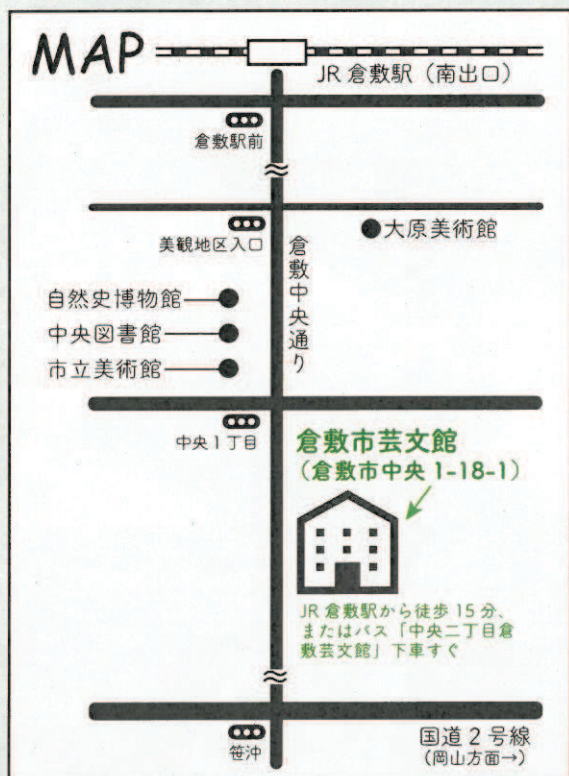 MAP
JR 倉敷駅（南出口）
倉敷駅前
美観地区入口
大原美術館
倉敷中央通り
自然史博物館
中央図書館
市立美術館
中央1丁目
倉敷市芸文館
（倉敷市中央 1-18-1）
JR 倉敷駅から徒歩 15 分、
またはバス「中央二丁目倉
敷芸文館」下車すぐ
笹沖
国道 2 号線
（岡山方面→）